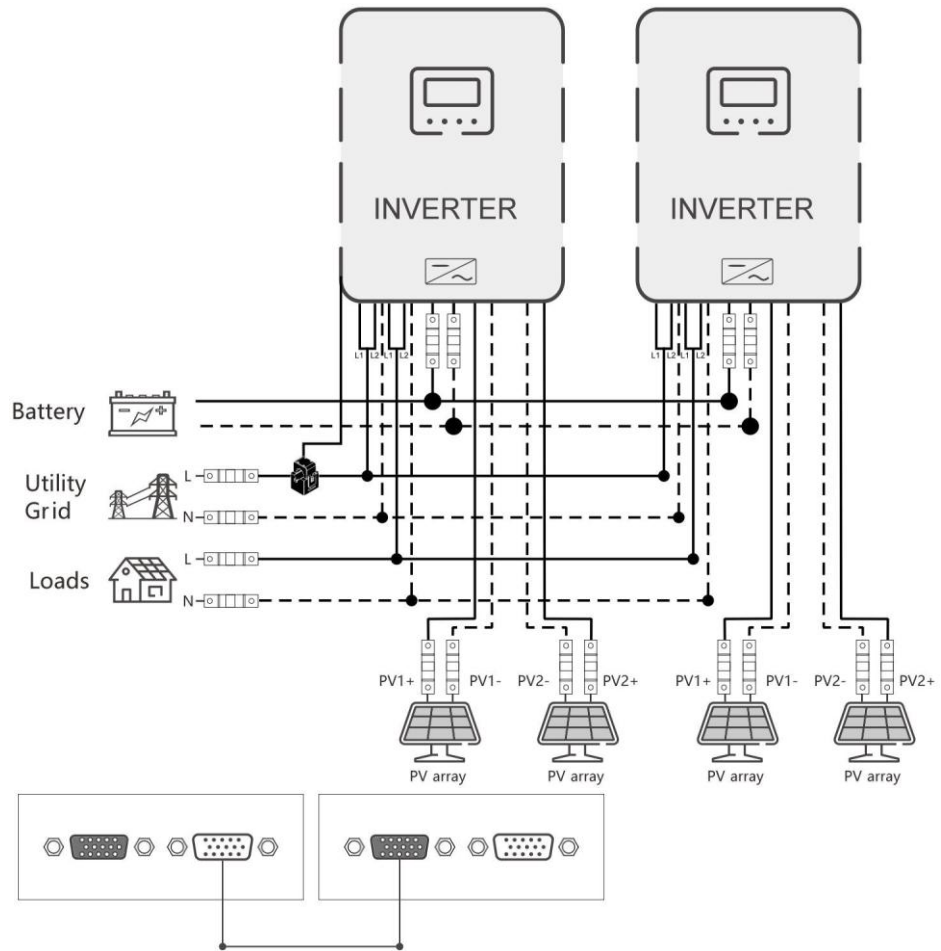 INVERTER
INVERTER
L1 L2 L1 L2
L1 L2 L1 L2
Battery
Utility
Grid
L
N
Loads
L
N
PV1+ PV1- PV2- PV2+
PV1+ PV1- PV2- PV2+
PV array
PV array
PV array
PV array